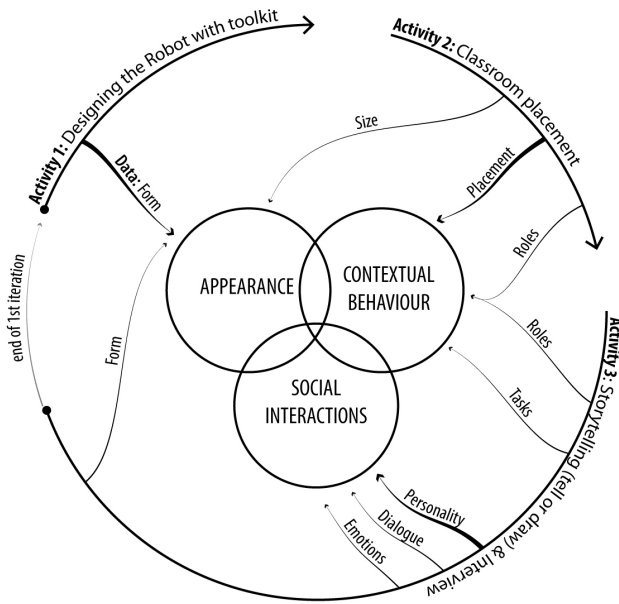 Activity 1: Designing the Robot with toolkit
Activity 2: Classroom placement
Size
Data: Form
Placement
Roles
APPEARANCE
CONTEXTUAL
BEHAVIOUR
end of 1st iteration
Form
Roles
Activity 3: Storytelling (tell or draw) & Interview
Tasks
SOCIAL
INTERACTIONS
Personality
Dialogue
Emotions